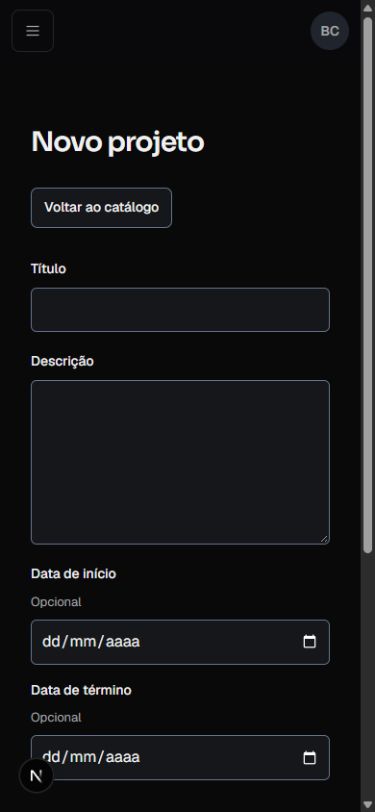 BC
Novo projeto
Voltar ao catálogo
Título
Descrição
Data de início
Opcional
dd/mm/aaaa
Data de término
Opcional
dd/mm/aaaa
N